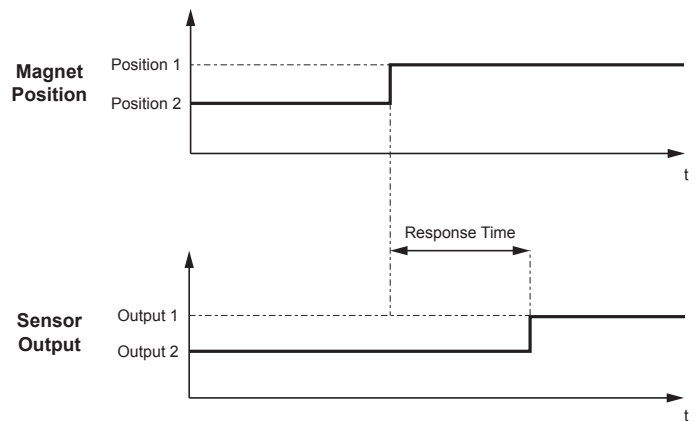 Magnet
Position
Position 1
Position 2
t
Response Time
Sensor
Output
Output 1
Output 2
t